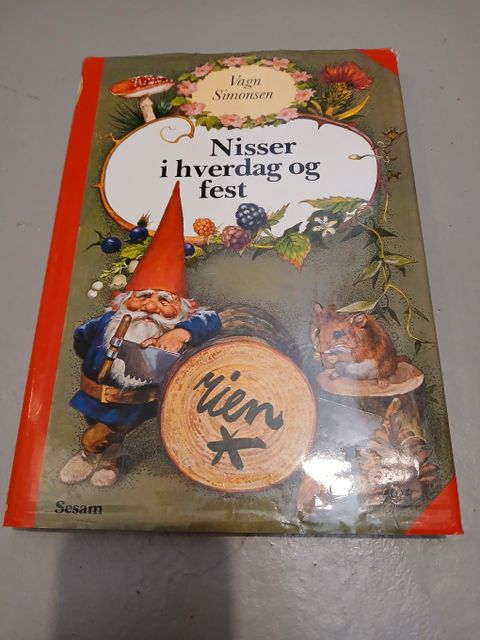 Vagn
Simonsen
Nisser
i hverdag og
fest
rien
Sesam